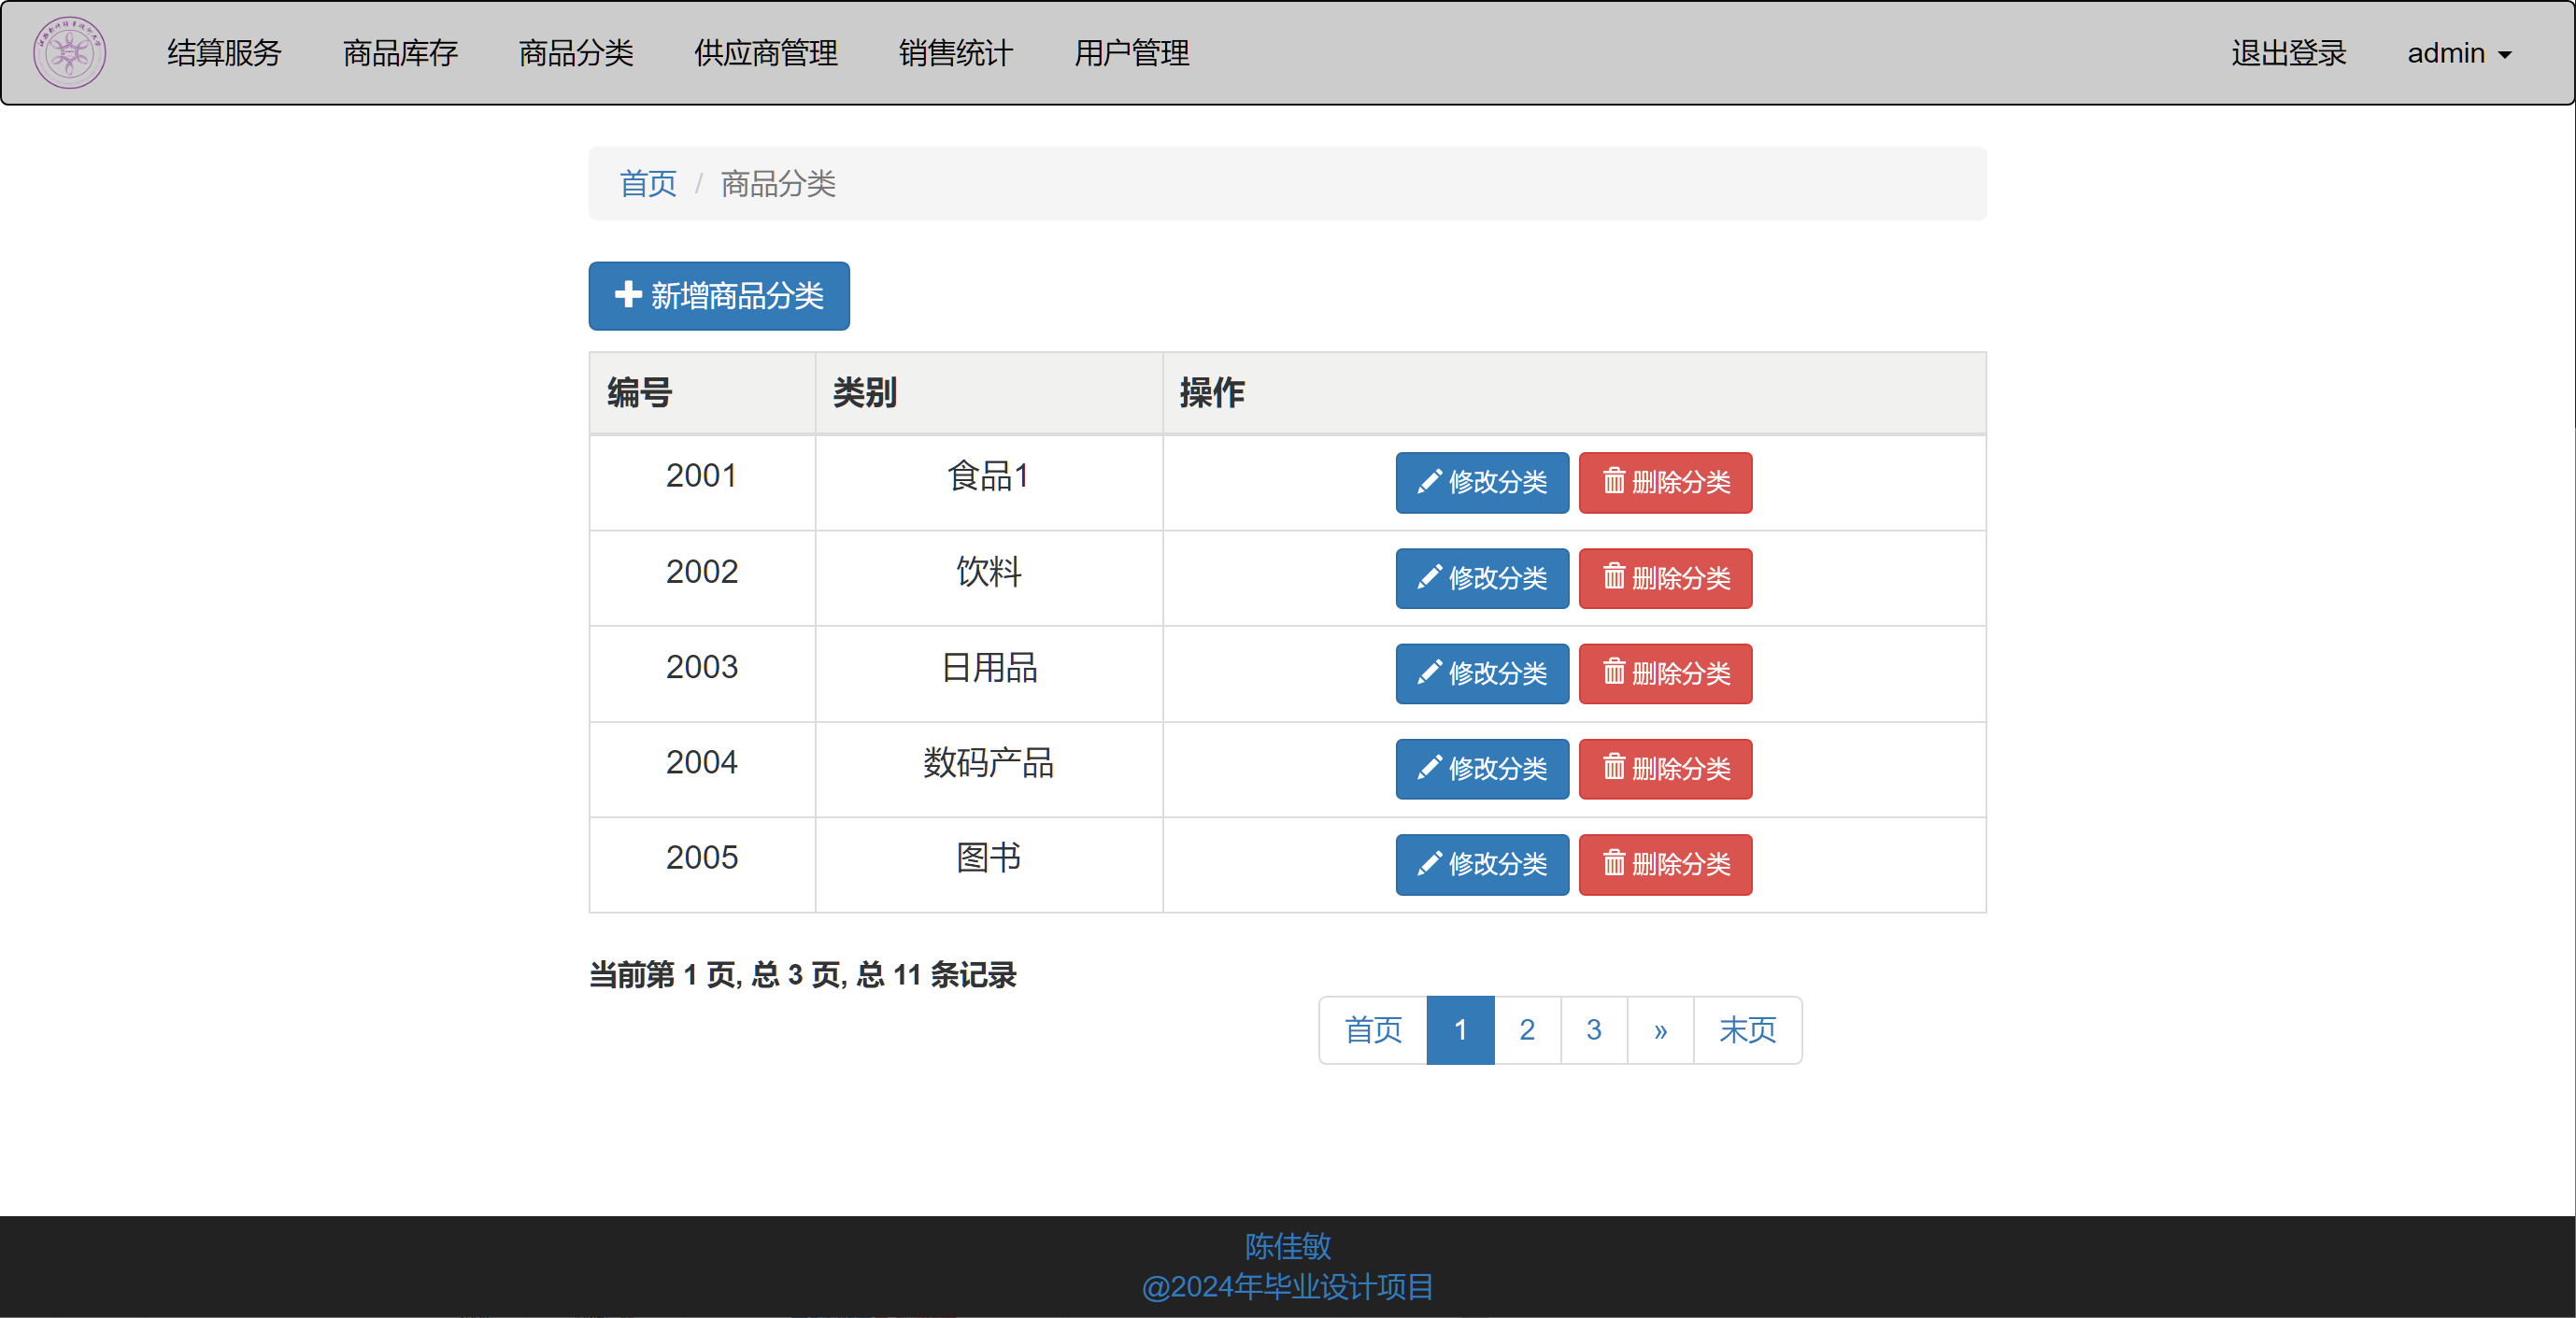 结算服务 商品库存 商品分类 供应商管理 销售统计 用户管理 退出登录 admin
首页 / 商品分类
新增商品分类
编号 类别 操作
2001 食品1 修改分类 删除分类
2002 饮料 修改分类 删除分类
2003 日用品 修改分类 删除分类
2004 数码产品 修改分类 删除分类
2005 图书 修改分类 删除分类
当前第 1 页, 总 3 页, 总 11 条记录
首页 1 2 3 » 末页
陈佳敏
@2024年毕业设计项目